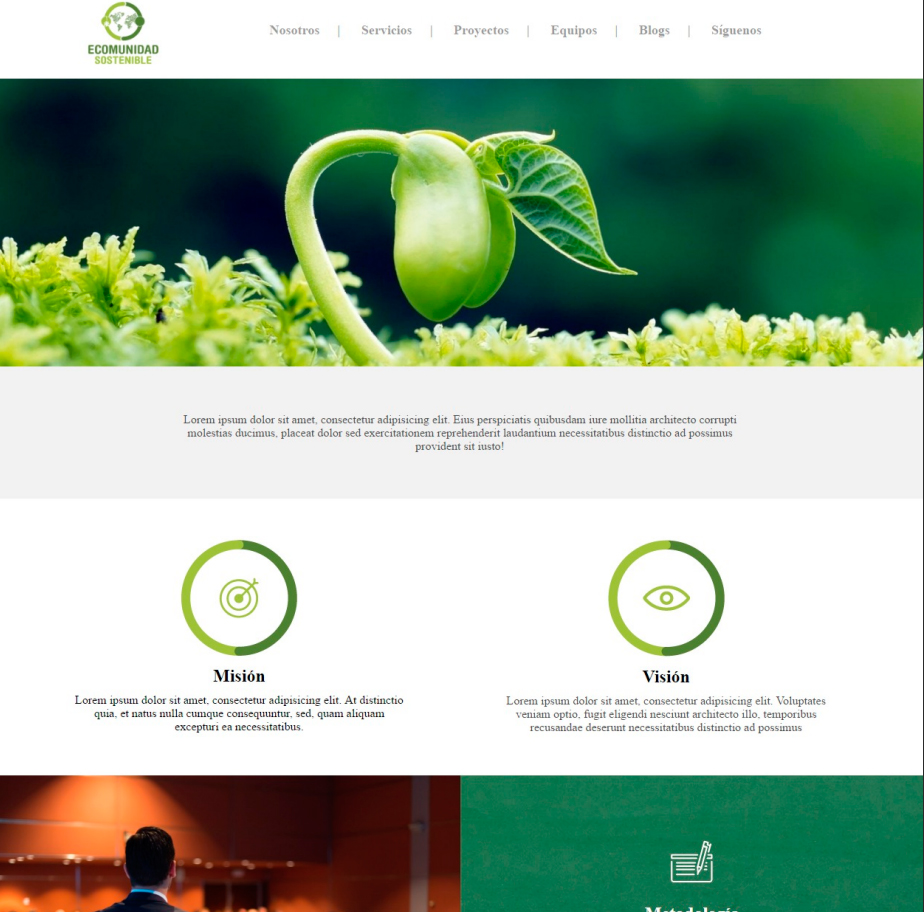 ECOMUNIDAD
SOSTENIBLE
Nosotros | Servicios | Proyectos | Equipos | Blogs | Síguenos
Lorem ipsum dolor sit amet, consectetur adipisicing elit. Eius perspiciatis quibusdam iure mollitia architecto corrupti
molestias ducimus, placeat dolor sed exercitationem reprehenderit laudantium necessitatibus distinctio ad possimus
provident sit iusto!
Misión
Lorem ipsum dolor sit amet, consectetur adipisicing elit. At distinctio
quia, et natus nulla cumque consequuntur, sed, quam aliquam
excepturi ea necessitatibus.
Visión
Lorem ipsum dolor sit amet, consectetur adipisicing elit. Voluptates
veniam optio, fugit eligendi nesciunt architecto illo, temporibus
recusandae deserunt necessitatibus distinctio ad possimus
Metodología